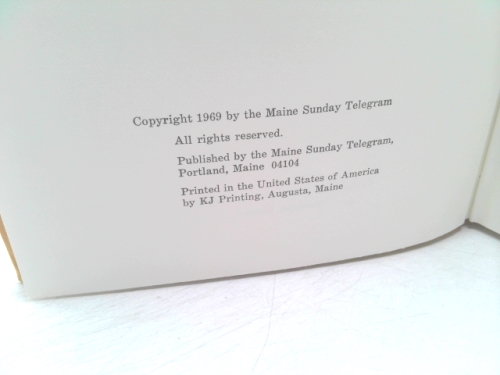 Copyright 1969 by the Maine Sunday Telegram
All rights reserved.
Published by the Maine Sunday Telegram,
Portland, Maine 04104
Printed in the United States of America
by KJ Printing, Augusta, Maine